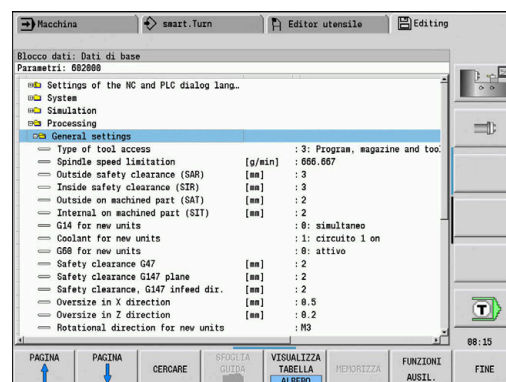 Macchina smart.Turn Editor utensile Editing
Blocco dati: Dati di base
Parametri: 602000
Settings of the NC and PLC dialog lang…
System
Simulation
Processing
General settings
Type of tool access : 3: Program, magazine and too
Spindle speed limitation [g/min] : 666.667
Outside safety clearance (SAR) [mm] : 3
Inside safety clearance (SIR) [mm] : 3
Outside on machined part (SAT) [mm] : 2
Internal on machined part (SIT) [mm] : 2
G14 for new units : 0: simultaneo
Coolant for new units : 1: circuito 1 on
G60 for new units : 0: attivo
Safety clearance G47 [mm] : 2
Safety clearance G147 plane [mm] : 2
Safety clearance, G147 infeed dir. [mm] : 2
Oversize in X direction [mm] : 0.5
Oversize in Z direction [mm] : 0.2
Rotational direction for new units : M3
T
08:15
PAGINA PAGINA CERCARE SFOGLIA GUIDA VISUALIZZA TABELLA ALBERO MEMORIZZA FUNZIONI AUSIL. FINE